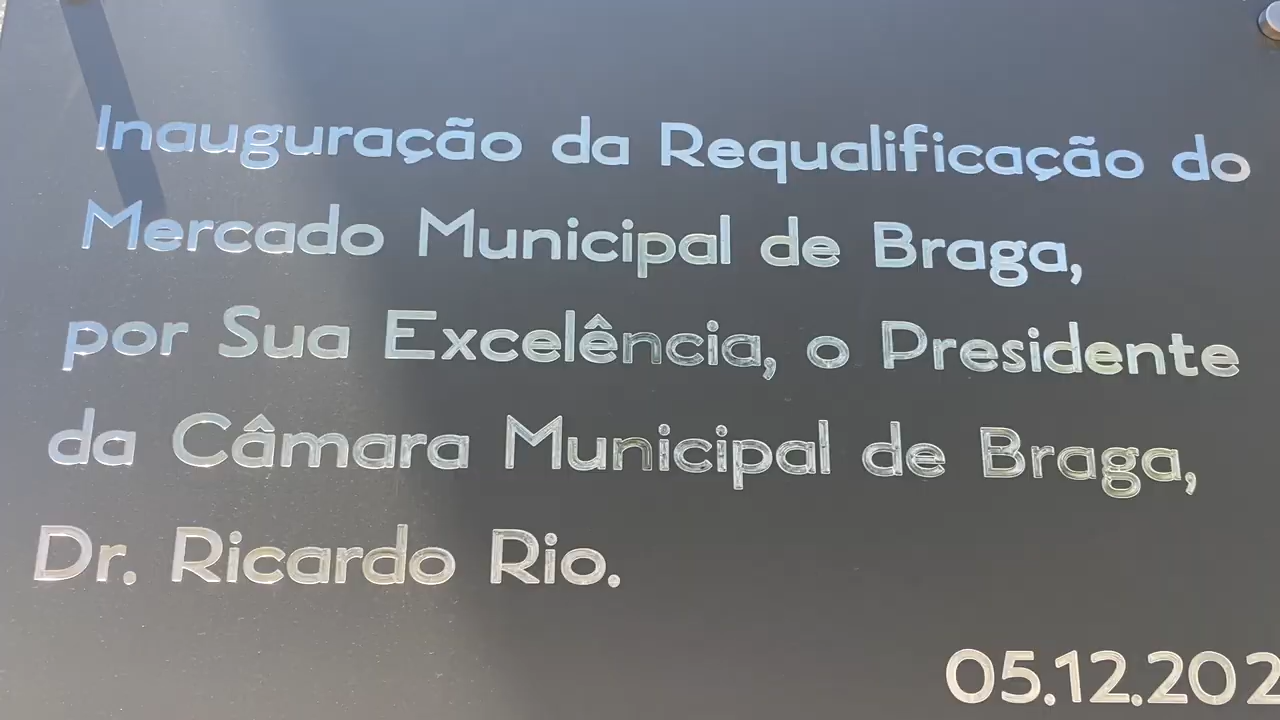 Inauguração da Requalificação do
Mercado Municipal de Braga,
por Sua Excelência, o Presidente
da Câmara Municipal de Braga,
Dr. Ricardo Rio.
05.12.202